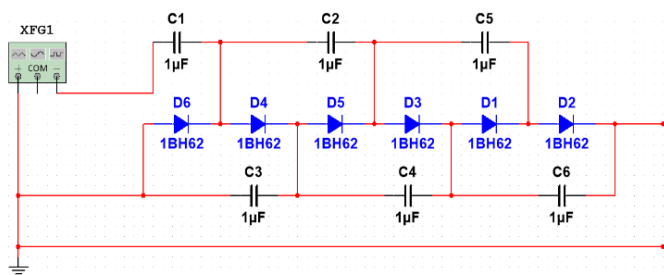 XFG1
COM
C1
1µF
C2
1µF
C5
1µF
D6
1BH62
D4
1BH62
D5
1BH62
D3
1BH62
D1
1BH62
D2
1BH62
C3
1µF
C4
1µF
C6
1µF